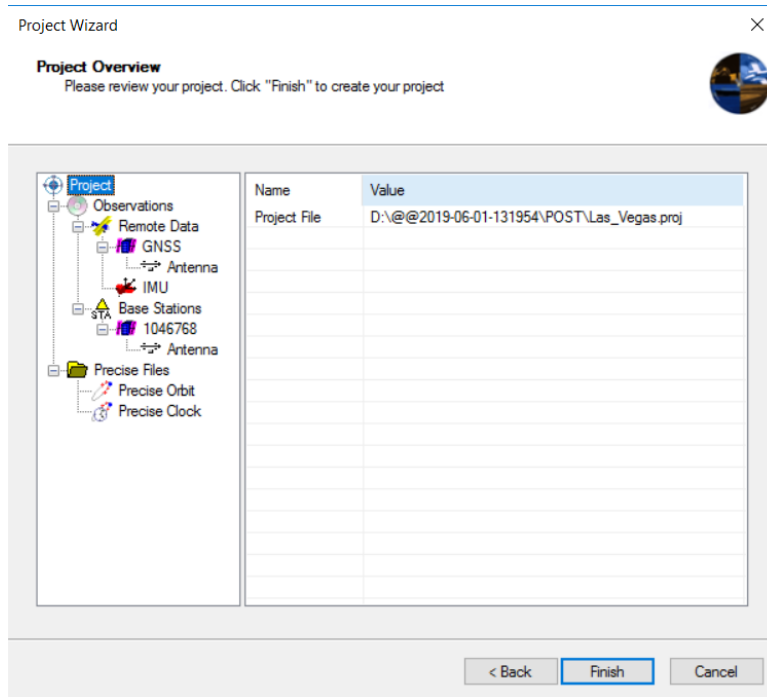 Project Wizard
Project Overview
Please review your project. Click "Finish" to create your project
Project
Observations
Remote Data
GNSS
Antenna
IMU
STA Base Stations
1046768
Antenna
Precise Files
Precise Orbit
Precise Clock
Name Value
Project File D:\@@2019-06-01-131954\POST\Las_Vegas.proj
< Back Finish Cancel